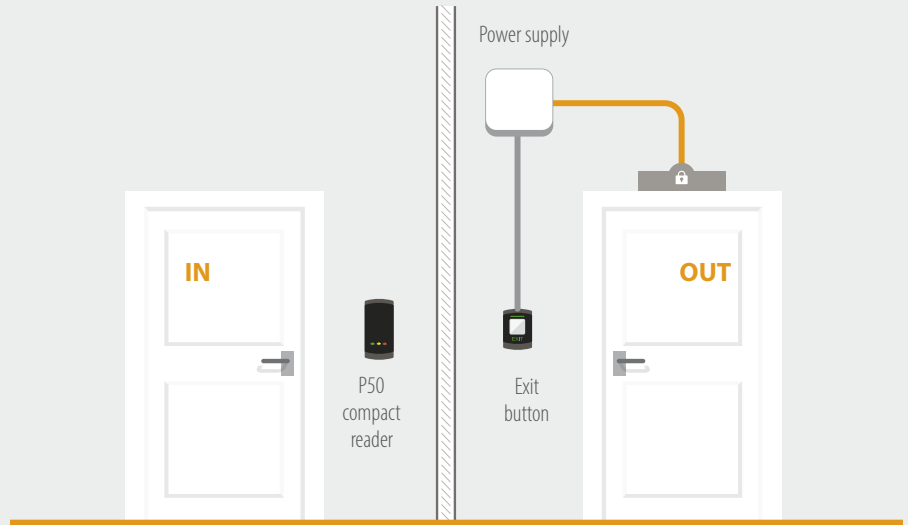 Power supply
IN
OUT
EXIT
P50
compact
reader
Exit
button